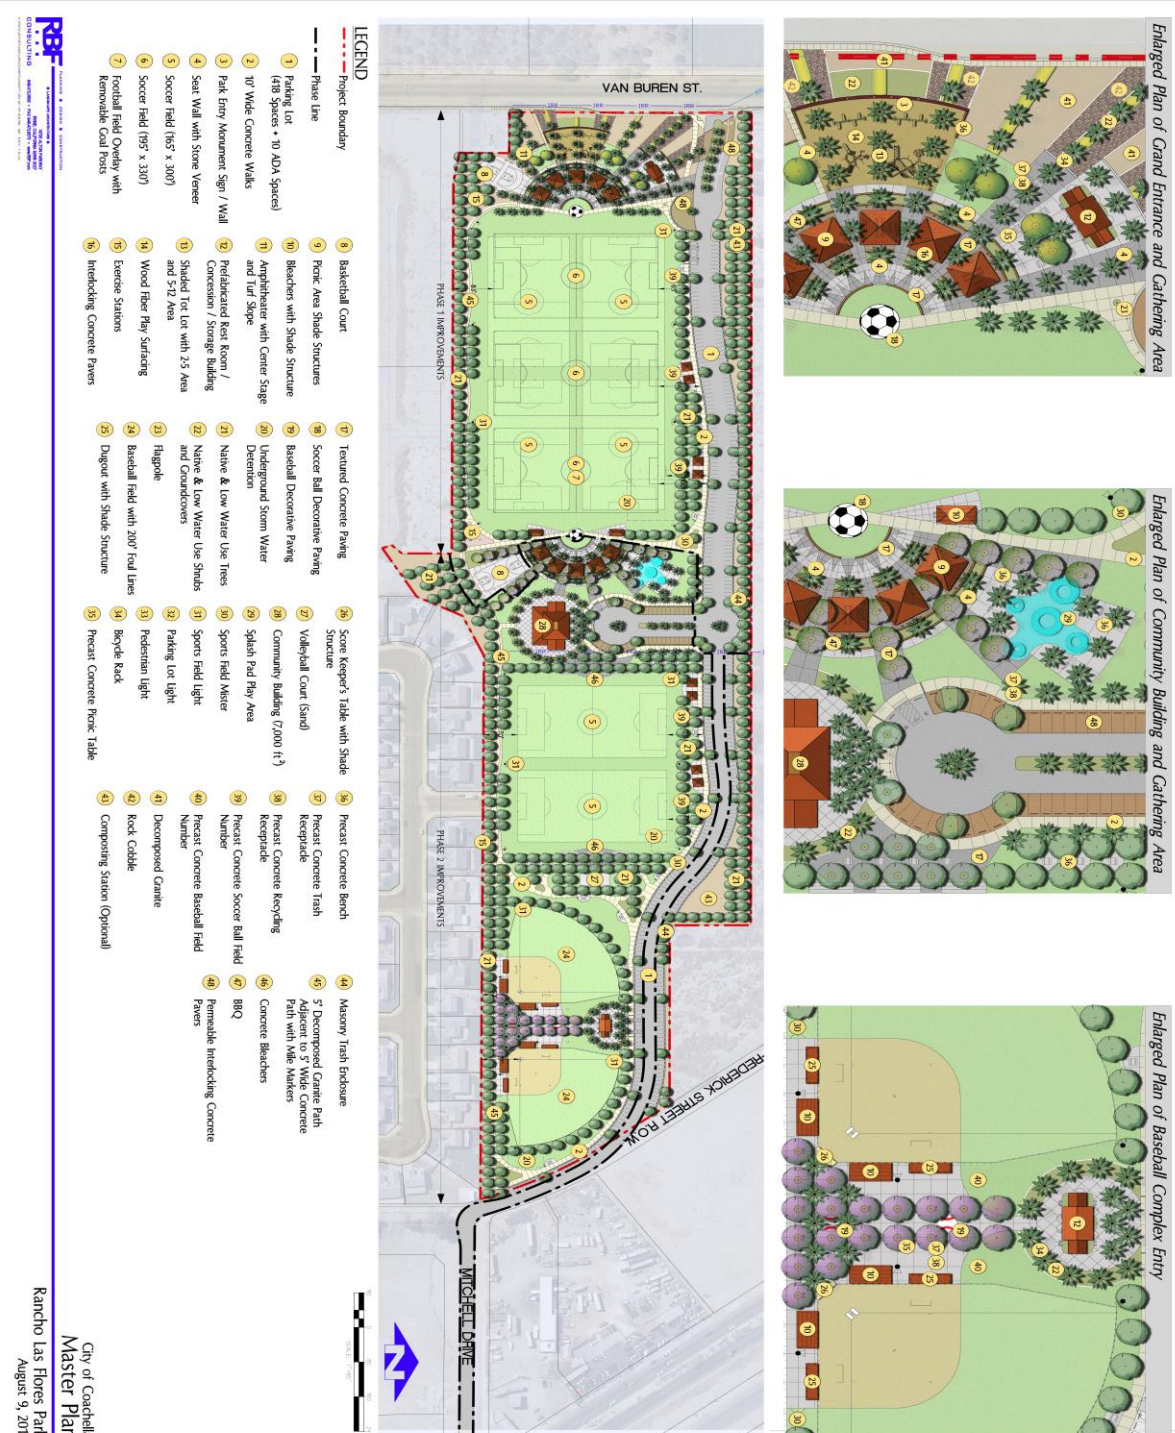 Enlarged Plan of Grand Entrance and Gathering Area
Enlarged Plan of Community Building and Gathering Area
Enlarged Plan of Baseball Complex Entry
VAN BUREN ST.
PHASE 1 IMPROVEMENTS
PHASE 2 IMPROVEMENTS
FREDERICK STREET R.O.W.
MITCHELL DRIVE
N
LEGEND
Project Boundary
Phase Line
1 Parking Lot
(418 Spaces + 10 ADA Spaces)
2 10' Wide Concrete Walks
3 Park Entry Monument Sign / Wall
4 Seat Wall with Stone Veneer
5 Soccer Field (165' x 300')
6 Soccer Field (195' x 330')
7 Football Field Overlay with
Removable Goal Posts
8 Basketball Court
9 Picnic Area Shade Structures
10 Bleachers with Shade Structure
11 Amphitheater with Center Stage
and Turf Slope
12 Prefabricated Rest Room /
Concession / Storage Building
13 Shaded Tot Lot with 2-5 Area
and 5-12 Area
14 Wood Fiber Play Surfacing
15 Exercise Stations
16 Interlocking Concrete Pavers
17 Textured Concrete Paving
18 Soccer Ball Decorative Paving
19 Baseball Decorative Paving
20 Underground Storm Water
Detention
21 Native & Low Water Use Trees
22 Native & Low Water Use Shrubs
and Groundcovers
23 Flagpole
24 Baseball Field with 200' Foul Lines
25 Dugout with Shade Structure
26 Score Keeper's Table with Shade
Structure
27 Volleyball Court (Sand)
28 Community Building (7,000 ft²)
29 Splash Pad Play Area
30 Sports Field Mister
31 Sports Field Light
32 Parking Lot Light
33 Pedestrian Light
34 Bicycle Rack
35 Precast Concrete Picnic Table
36 Precast Concrete Bench
37 Precast Concrete Trash
Receptacle
38 Precast Concrete Recycling
Receptacle
39 Precast Concrete Soccer Ball Field
Number
40 Precast Concrete Baseball Field
Number
41 Decomposed Granite
42 Rock Cobble
43 Composting Station (Optional)
44 Masonry Trash Enclosure
45 5' Decomposed Granite Path
Adjacent to 5' Wide Concrete
Path with Mile Markers
46 Concrete Bleachers
47 BBQ
48 Permeable Interlocking Concrete
Pavers
RBF
CONSULTING
PLANNING DESIGN CONSTRUCTION
City of Coachell
Master Plan
Rancho Las Flores Park
August 9, 201